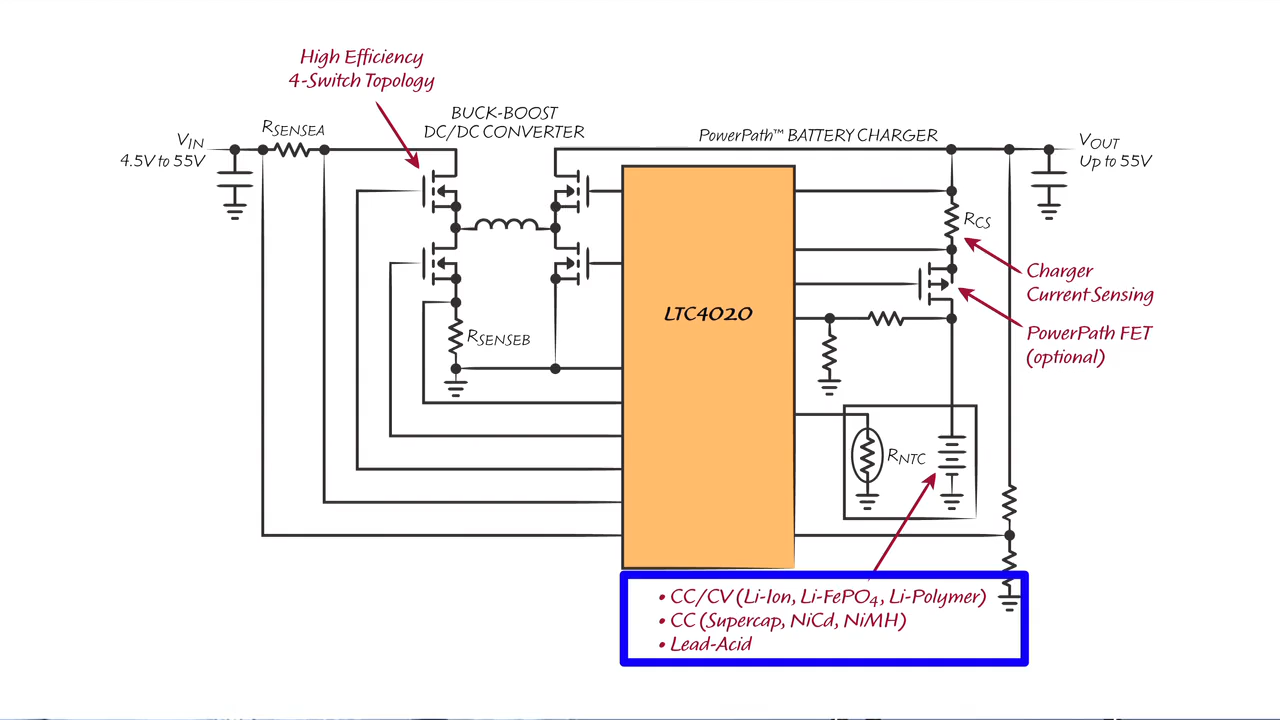 High Efficiency
4-Switch Topology
BUCK-BOOST
DC/DC CONVERTER
PowerPath™ BATTERY CHARGER
VIN
4.5V to 55V
RSENSEA
VOUT
Up to 55V
RCS
Charger
Current Sensing
LTC4020
PowerPath FET
(optional)
RSENSEB
RNTC
• CC/CV (Li-Ion, Li-FePO4, Li-Polymer)
• CC (Supercap, NiCd, NiMH)
• Lead-Acid